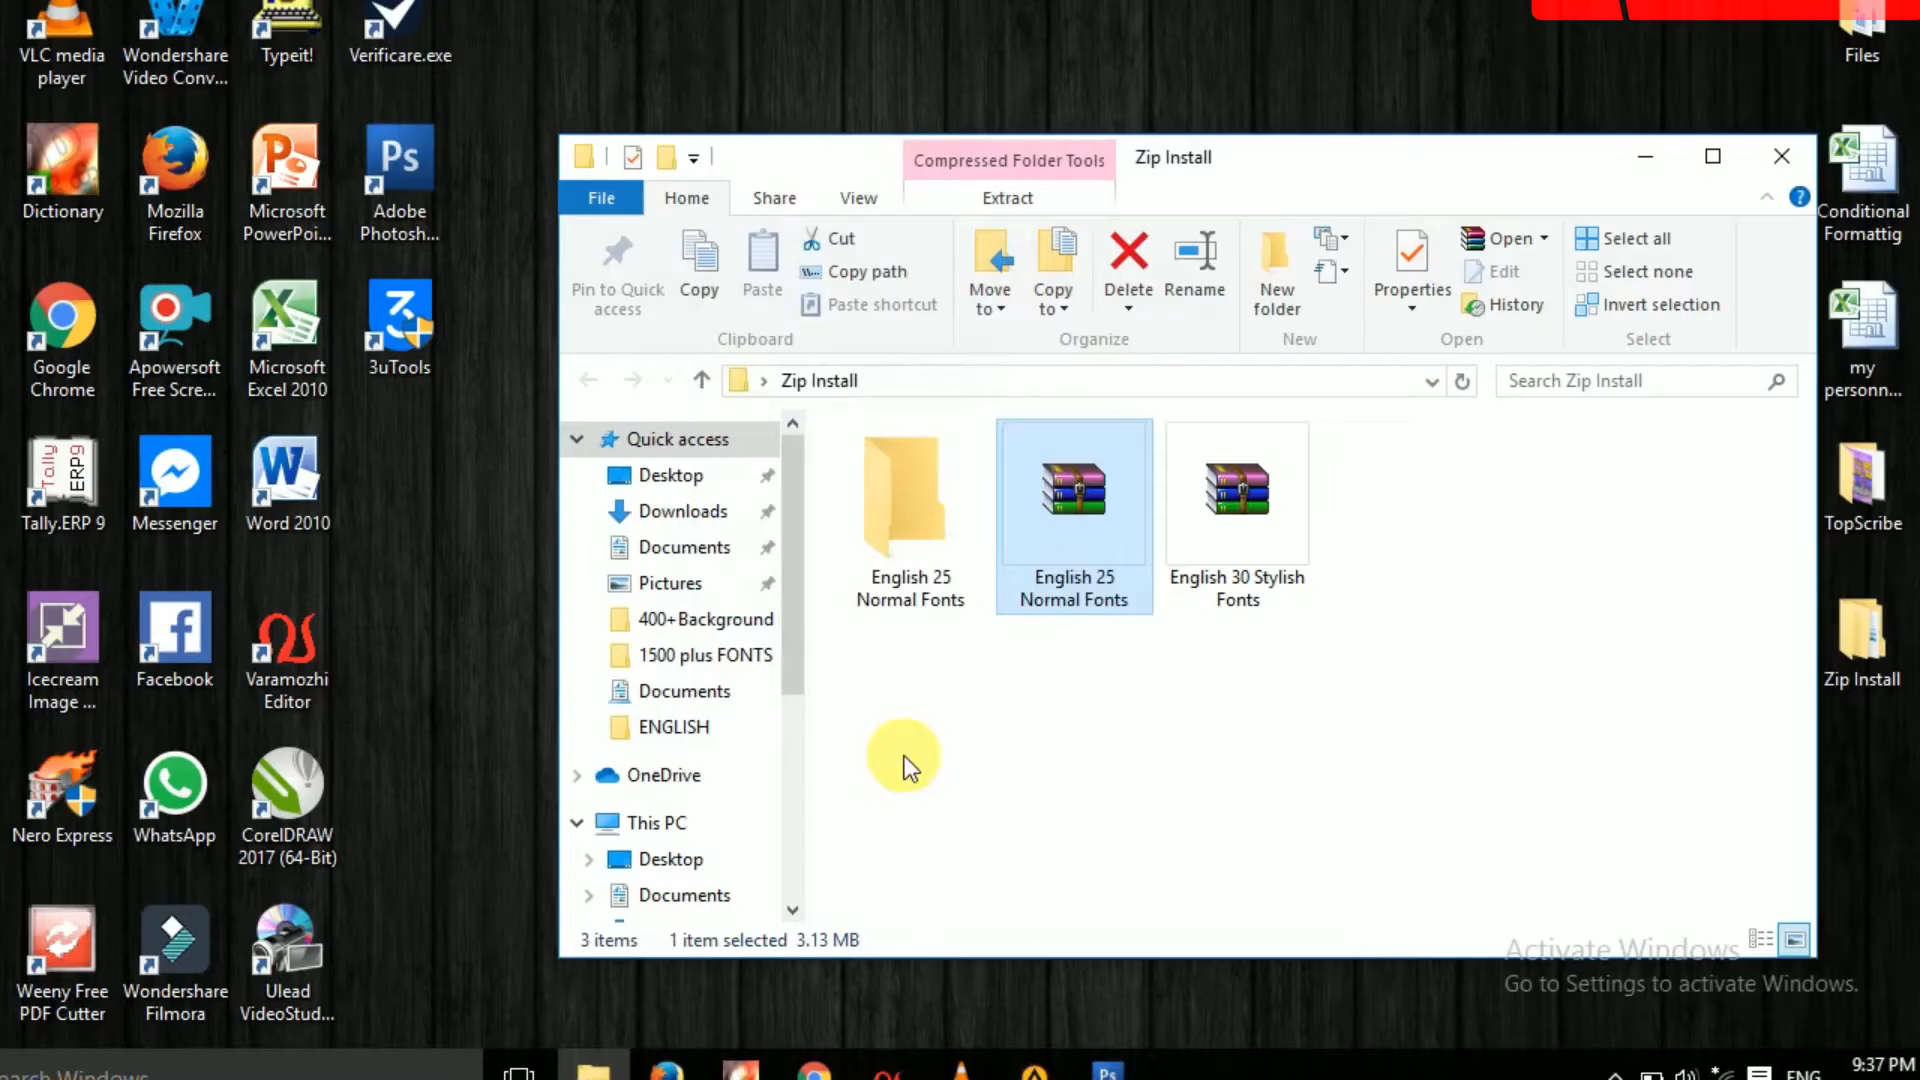 VLC media
player
Wondershare
Video Conv...
Typeit!
Verificare.exe
Files
Dictionary
Mozilla
Firefox
Microsoft
PowerPoi...
Adobe
Photosh...
Ps
Google
Chrome
Apowersoft
Free Scre...
Microsoft
Excel 2010
3uTools
Tally
ERP9
Tally.ERP 9
Messenger
Word 2010
Icecream
Image ...
Facebook
Varamozhi
Editor
Nero Express
WhatsApp
CorelDRAW
2017 (64-Bit)
Weeny Free
PDF Cutter
Wondershare
Filmora
Ulead
VideoStud...
Compressed Folder Tools
Zip Install
File
Home
Share
View
Extract
Pin to Quick
access
Copy
Paste
Cut
Copy path
Paste shortcut
Clipboard
Move
to
Copy
to
Delete
Rename
Organize
New
folder
New
Properties
Open
Edit
History
Open
Select all
Select none
Invert selection
Select
Zip Install
Search Zip Install
Quick access
Desktop
Downloads
Documents
Pictures
400+Background
1500 plus FONTS
Documents
ENGLISH
OneDrive
This PC
Desktop
Documents
English 25
Normal Fonts
English 25
Normal Fonts
English 30 Stylish
Fonts
3 items
1 item selected 3.13 MB
Conditional
Formattig
my
personn...
TopScribe
Zip Install
Activate Windows
Go to Settings to activate Windows.
earch Windows
Ps
ENG
9:37 PM